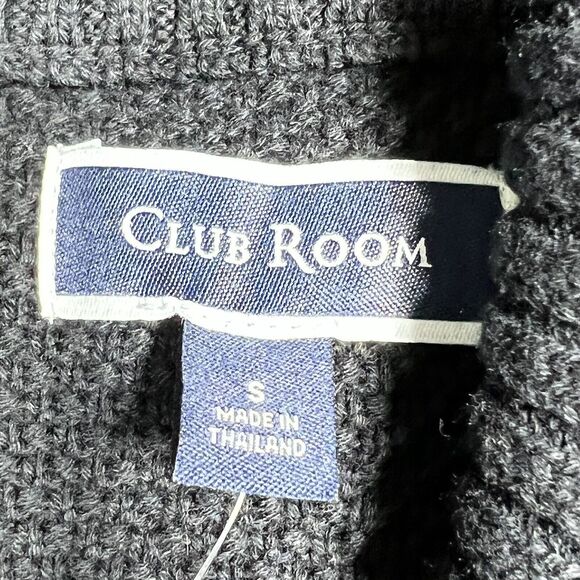 CLUB ROOM
S
MADE IN
THAILAND